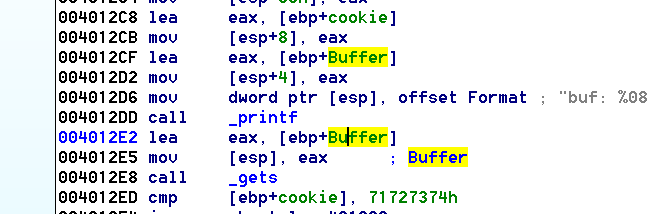 004012C8 lea eax, [ebp+cookie]
004012CB mov [esp+8], eax
004012CF lea eax, [ebp+Buffer]
004012D2 mov [esp+4], eax
004012D6 mov dword ptr [esp], offset Format ; "buf: %08
004012DD call _printf
004012E2 lea eax, [ebp+Buffer]
004012E5 mov [esp], eax ; Buffer
004012E8 call _gets
004012ED cmp [ebp+cookie], 71727374h